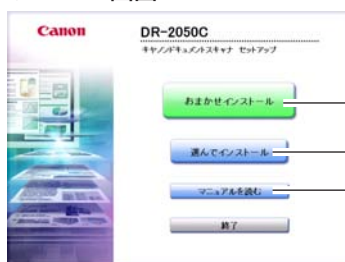 Canon
DR-2050C
キヤノンドキュメントスキャナ セットアップ
おまかせインストール
選んでインストール
マニュアルを読む
終了